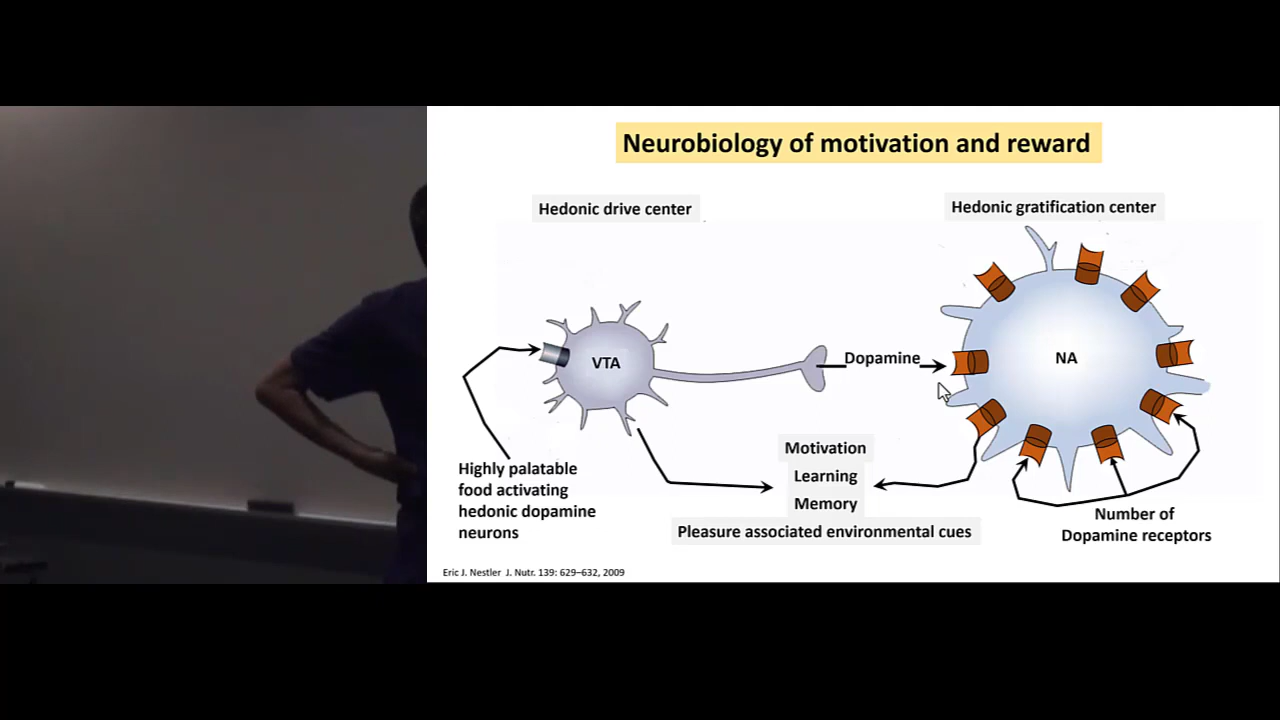 Neurobiology of motivation and reward
Hedonic drive center
Hedonic gratification center
VTA
Dopamine
NA
Highly palatable
food activating
hedonic dopamine
neurons
Motivation
Learning
Memory
Pleasure associated environmental cues
Number of
Dopamine receptors
Eric J. Nestler J. Nutr. 139: 629–632, 2009